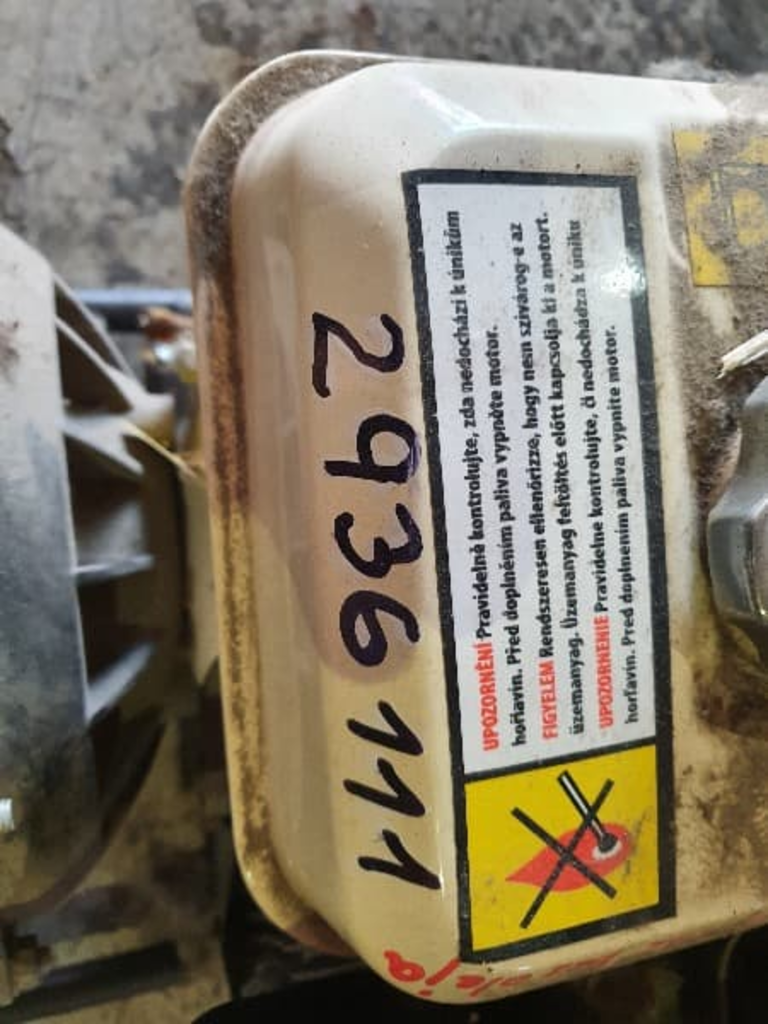 2936111
UPOZORNĚNÍ Pravidelně kontrolujte, zda nedochází k únikům
hořlavin. Před doplněním paliva vypněte motor.
FIGYELEM Rendszeresen ellenőrizze, hogy nem szivárog-e az
üzemanyag. Üzemanyag feltöltés előtt kapcsolja ki a motort.
UPOZORNENIE Pravidelne kontrolujte, či nedochádza k úniku
horľavín. Pred doplnením paliva vypnite motor.
oleja